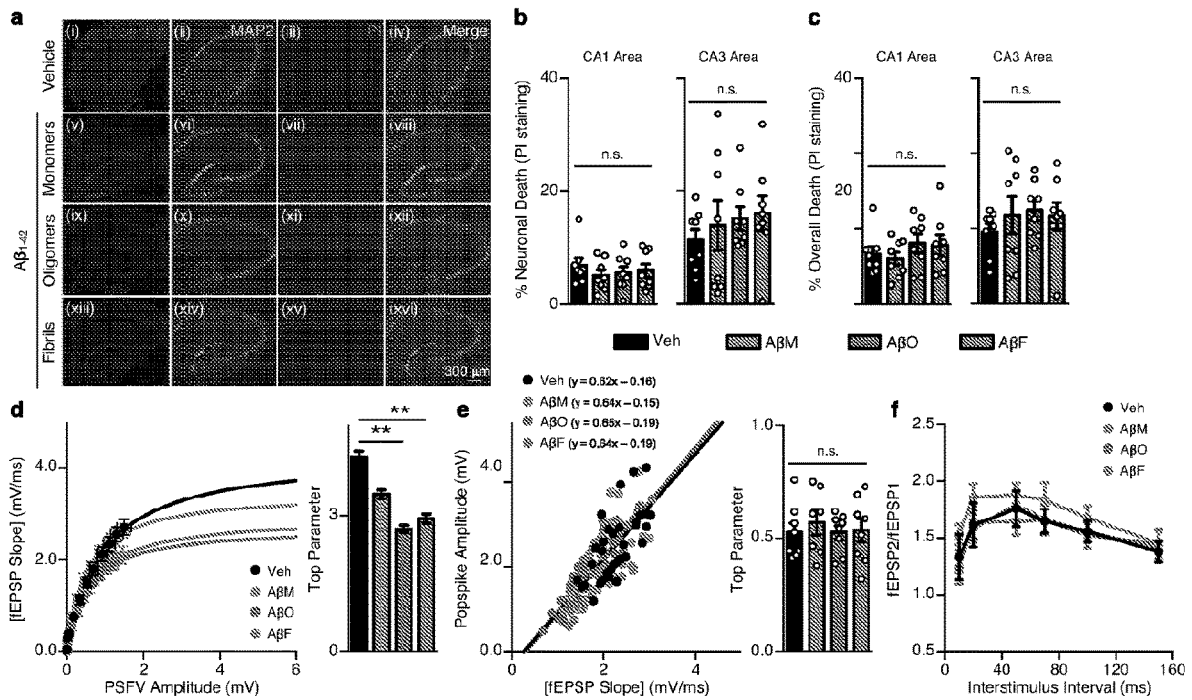 a
(i)
(ii) MAP2
(iv) Merge
Vehicle
(v)
(vi)
(vii)
(viii)
Monomers
(ix)
(x)
(xi)
(xii)
Oligomers
Aβ1-42
(xiii)
(xiv)
(xv)
(xvi)
Fibrils
300 μm
b
CA1 Area
CA3 Area
% Neuronal Death (PI staining)
40
20
0
n.s.
n.s.
c
CA1 Area
CA3 Area
% Overall Death (PI staining)
40
20
0
n.s.
n.s.
Veh
AβM
AβO
AβF
d
[fEPSP Slope] (mV/ms)
4.0
2.0
0.0
0
2
4
6
PSFV Amplitude (mV)
Veh
AβM
AβO
AβF
**
**
Top Parameter
3
0
e
Veh (y=0.62x-0.16)
AβM (y=0.64x-0.15)
AβO (y=0.65x-0.19)
AβF (y=0.64x-0.19)
Popspike Amplitude (mV)
4.0
2.0
0.0
0
2
4
[fEPSP Slope] (mV/ms)
Top Parameter
1.0
0.5
0.0
n.s.
f
Veh
AβM
AβO
AβF
fEPSP2/fEPSP1
2.5
2.0
1.5
1.0
0.5
0
40
80
120
160
Interstimulus Interval (ms)